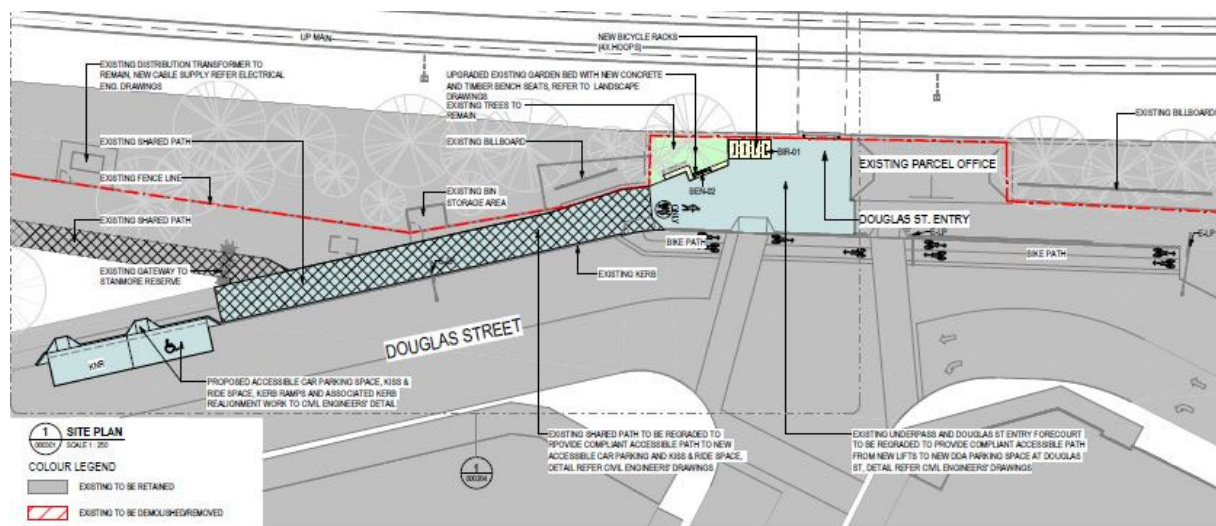 UP MAIN
NEW BICYCLE RACKS
(4X HOOPS)
EXISTING DISTRIBUTION TRANSFORMER TO
REMAIN, NEW CABLE SUPPLY REFER ELECTRICAL
ENG. DRAWINGS
UPGRADED EXISTING GARDEN BED WITH NEW CONCRETE
AND TIMBER BENCH SEATS, REFER TO LANDSCAPE
DRAWINGS
EXISTING TREES TO
REMAIN
EXISTING BILLBOARD
EXISTING SHARED PATH
EXISTING BILLBOARD
BIR-01
EXISTING PARCEL OFFICE
EXISTING FENCE LINE
EXISTING BIN
STORAGE AREA
BEN-02
DOUGLAS ST. ENTRY
EXISTING SHARED PATH
ONLY
E-LP
E-LP
BIKE PATH
BIKE PATH
EXISTING GATEWAY TO
STANMORE RESERVE
EXISTING KERB
DOUGLAS STREET
KNR
PROPOSED ACCESSIBLE CAR PARKING SPACE, KISS &
RIDE SPACE, KERB RAMPS AND ASSOCIATED KERB
REALIONMENT WORK TO CIVIL ENGINEERS' DETAIL
1
000301
SITE PLAN
SCALE 1 : 250
EXISTING SHARED PATH TO BE REGRADED TO
RPOVIDE COMPLIANT ACCESSIBLE PATH TO NEW
ACCESSIBLE CAR PARKING AND KISS & RIDE SPACE,
DETAIL REFER CIVIL ENGINEERS' DRAWINGS
EXISTING UNDERPASS AND DOUGLAS ST ENTRY FORECOURT
TO BE REGRADED TO PROVIDE COMPLIANT ACCESSIBLE PATH
FROM NEW LIFTS TO NEW DDA PARKING SPACE AT DOUGLAS
ST, DETAIL REFER CIVIL ENGINEERS' DRAWINGS
1
000204
COLOUR LEGEND
EXISTING TO BE RETAINED
EXISTING TO BE DEMOLISHED/REMOVED